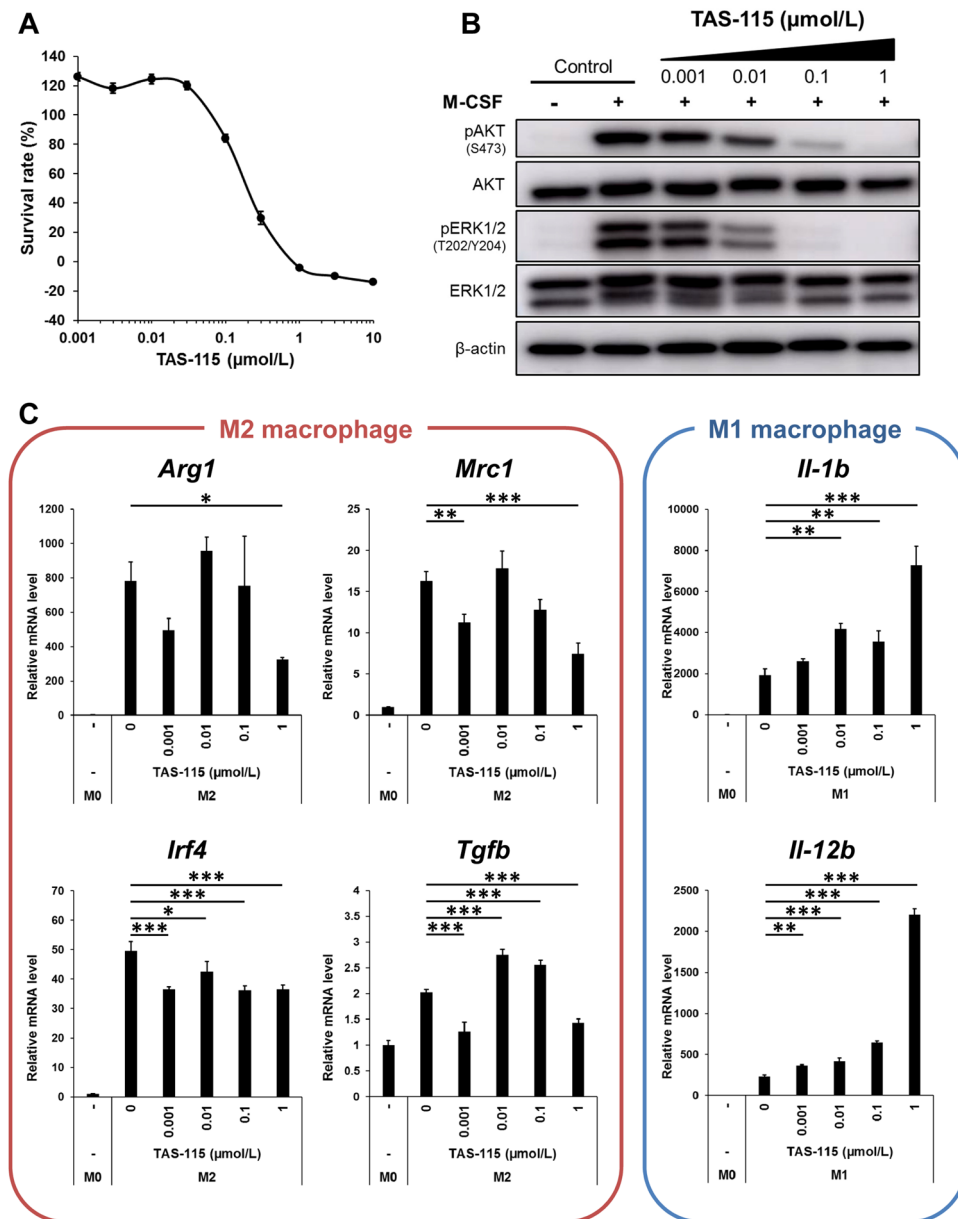 A
Survival rate (%)
140
120
100
80
60
40
20
0
-20
-40
0.001
0.01
0.1
1
10
TAS-115 (µmol/L)
B
TAS-115 (µmol/L)
Control
0.001
0.01
0.1
1
M-CSF
-
+
+
+
+
+
pAKT
(S473)
AKT
pERK1/2
(T202/Y204)
ERK1/2
β-actin
C
M2 macrophage
Arg1
*
Relative mRNA level
1200
1000
800
600
400
200
0
-
0
0.001
0.01
0.1
1
-
TAS-115 (µmol/L)
M0
M2
Mrc1
***
**
Relative mRNA level
25
20
15
10
5
0
-
0
0.001
0.01
0.1
1
-
TAS-115 (µmol/L)
M0
M2
Irf4
***
***
*
***
Relative mRNA level
70
60
50
40
30
20
10
0
-
0
0.001
0.01
0.1
1
-
TAS-115 (µmol/L)
M0
M2
Tgfb
***
***
***
***
Relative mRNA level
4
3.5
3
2.5
2
1.5
1
0.5
0
-
0
0.001
0.01
0.1
1
-
TAS-115 (µmol/L)
M0
M2
M1 macrophage
Il-1b
***
**
**
Relative mRNA level
10000
8000
6000
4000
2000
0
-
0
0.001
0.01
0.1
1
-
TAS-115 (µmol/L)
M0
M1
Il-12b
***
***
***
**
Relative mRNA level
2500
2000
1500
1000
500
0
-
0
0.001
0.01
0.1
1
-
TAS-115 (µmol/L)
M0
M1